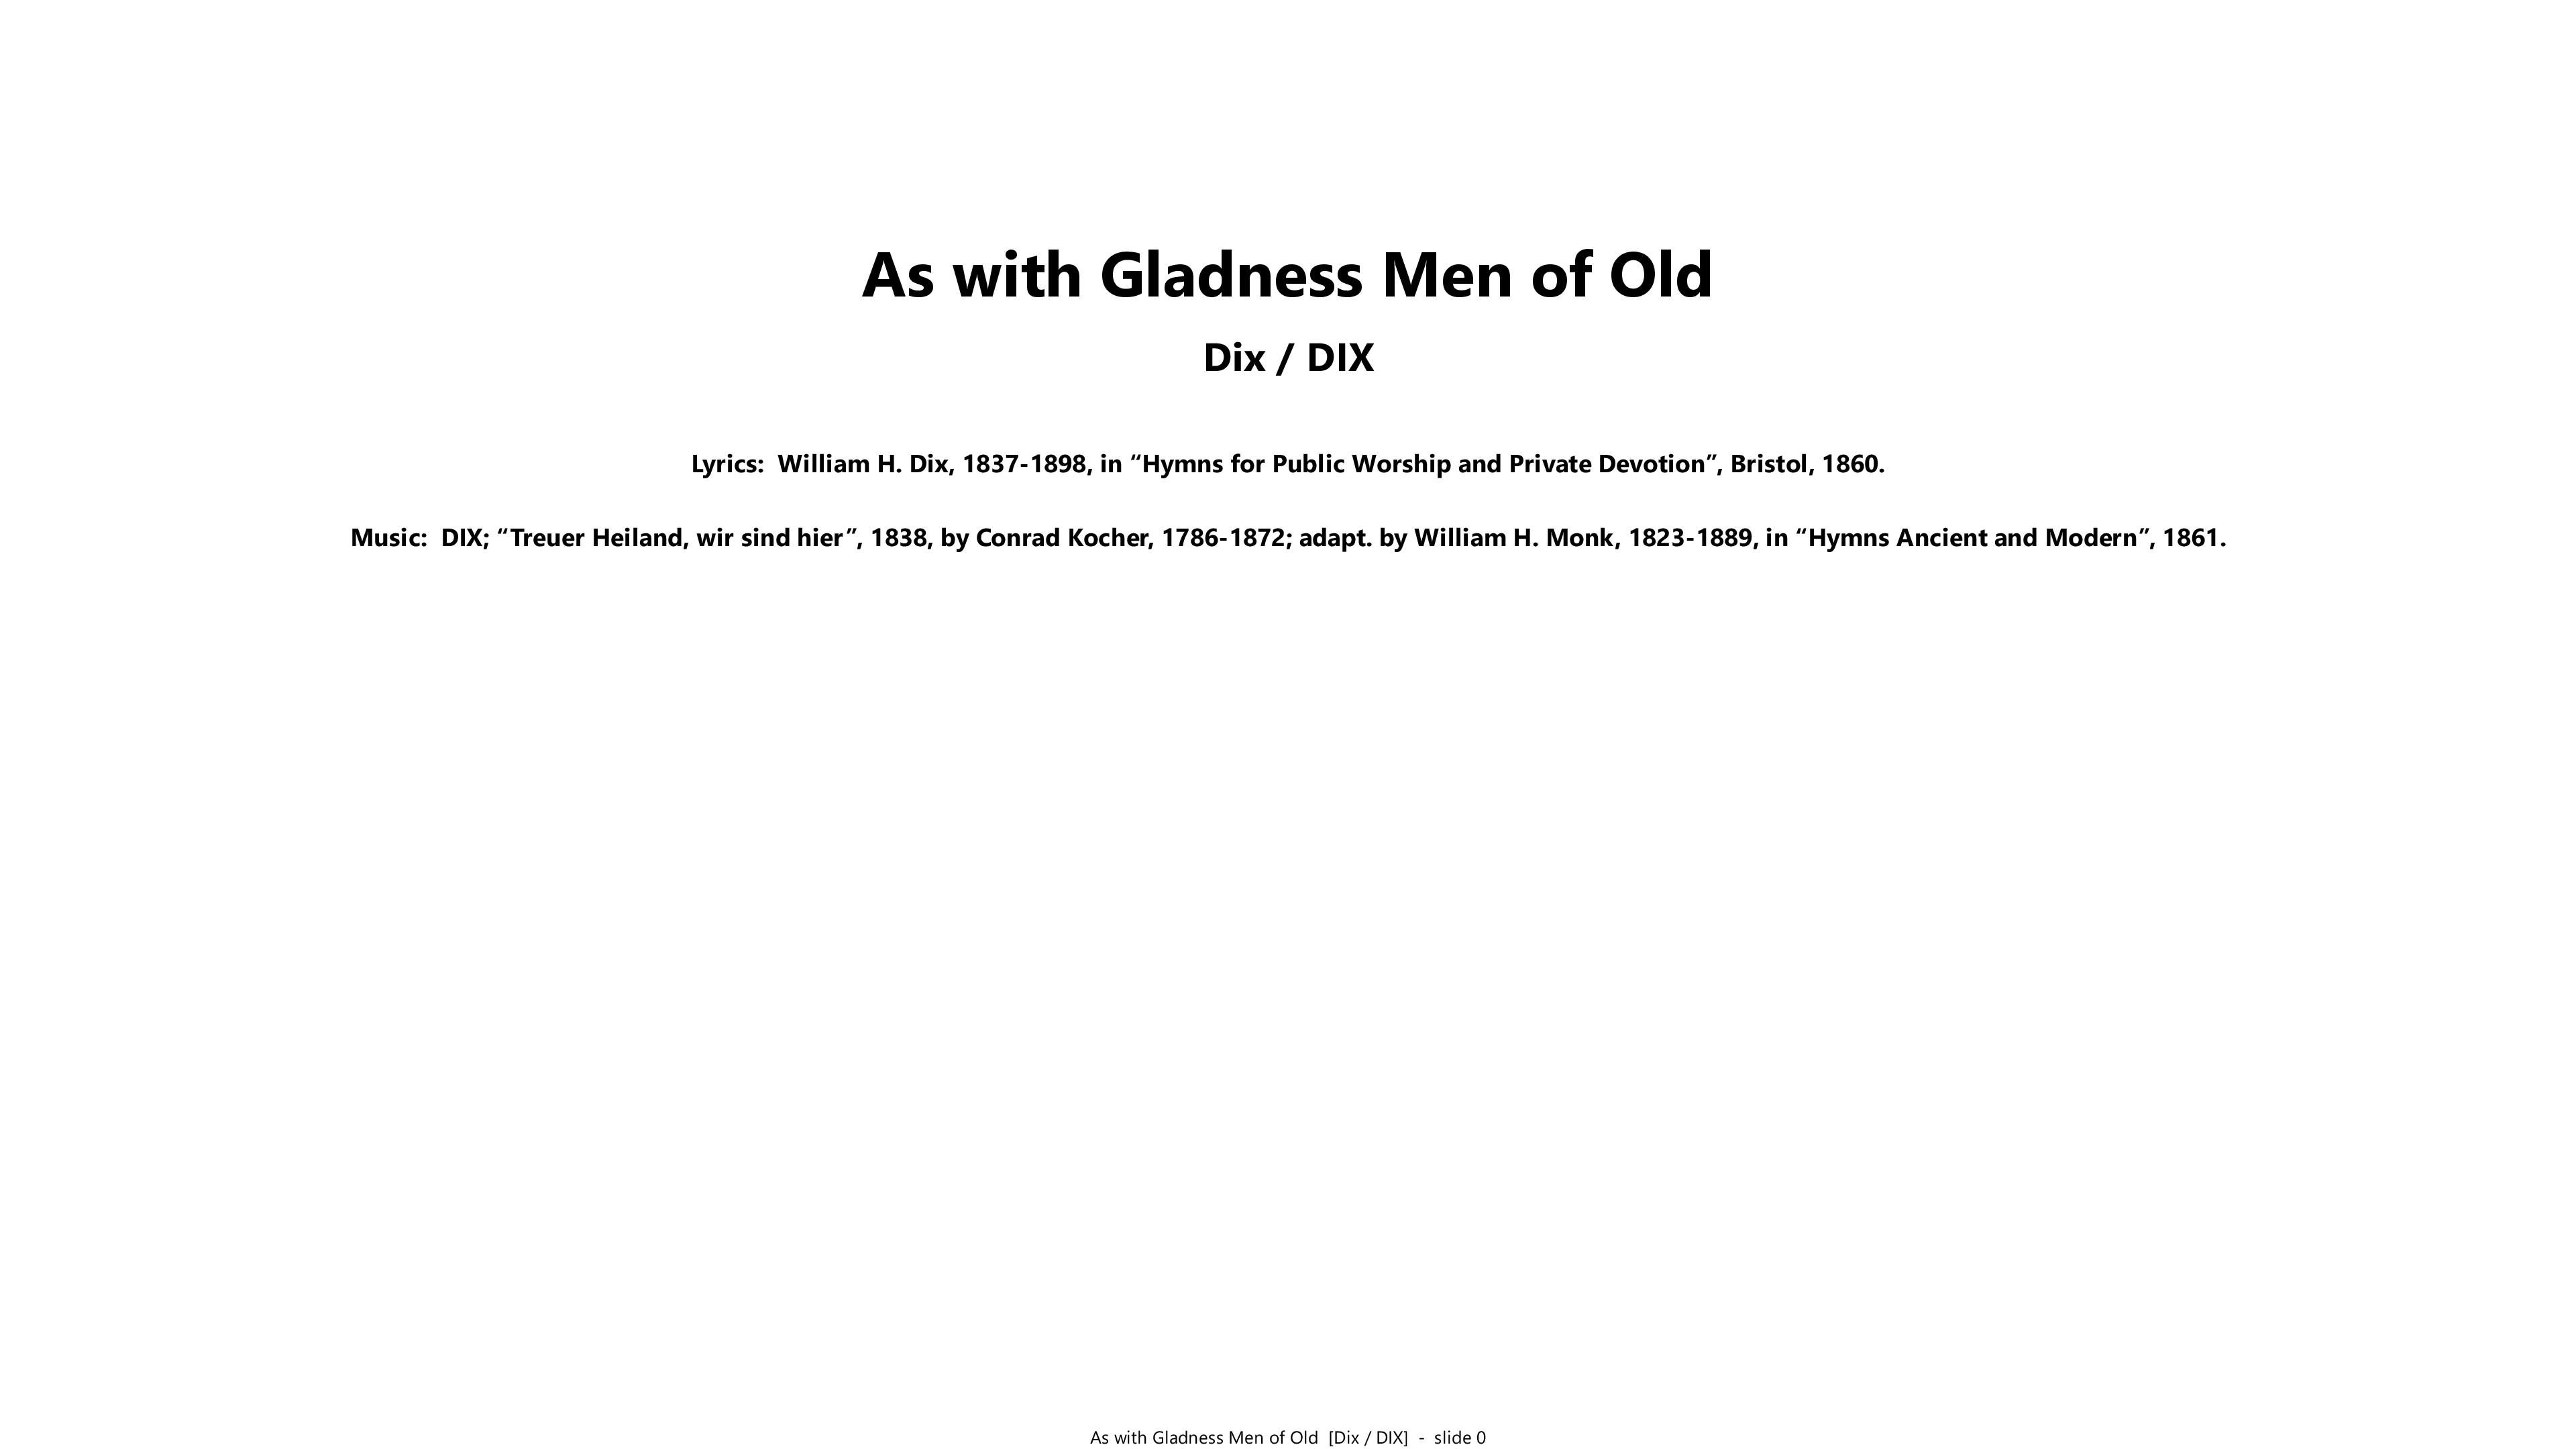 As with Gladness Men of Old
Dix / DIX
Lyrics:  William H. Dix, 1837-1898, in “Hymns for Public Worship and Private Devotion”, Bristol, 1860.
Music:  DIX; “Treuer Heiland, wir sind hier”, 1838, by Conrad Kocher, 1786-1872; adapt. by William H. Monk, 1823-1889, in “Hymns Ancient and Modern”, 1861.
As with Gladness Men of Old  [Dix / DIX]  -  slide 0